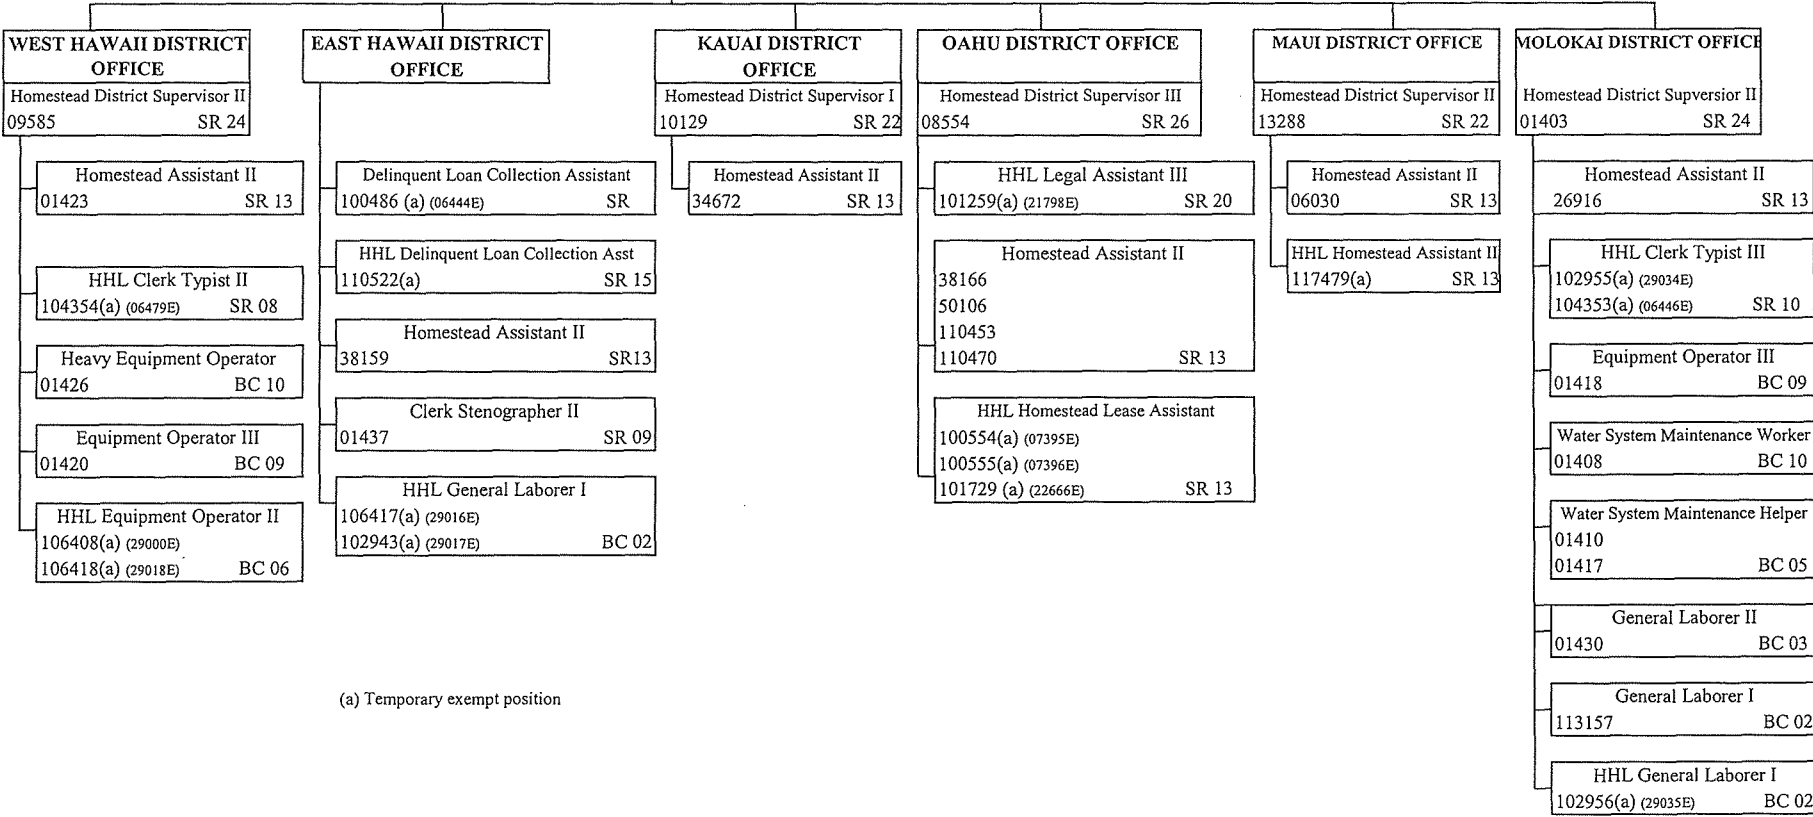 WEST HAWAII DISTRICT
OFFICE
Homestead District Supervisor II
09585 SR 24
Homestead Assistant II
01423 SR 13
HHL Clerk Typist II
104354(a) (06479E) SR 08
Heavy Equipment Operator
01426 BC 10
Equipment Operator III
01420 BC 09
HHL Equipment Operator II
106408(a) (29000E)
106418(a) (29018E) BC 06
EAST HAWAII DISTRICT
OFFICE
Delinquent Loan Collection Assistant
100486 (a) (06444E) SR
HHL Delinquent Loan Collection Asst
110522(a) SR 15
Homestead Assistant II
38159 SR13
Clerk Stenographer II
01437 SR 09
HHL General Laborer I
106417(a) (29016E)
102943(a) (29017E) BC 02
KAUAI DISTRICT
OFFICE
Homestead District Supervisor I
10129 SR 22
Homestead Assistant II
34672 SR 13
OAHU DISTRICT OFFICE
Homestead District Supervisor III
08554 SR 26
HHL Legal Assistant III
101259(a) (21798E) SR 20
Homestead Assistant II
38166
50106
110453
110470 SR 13
HHL Homestead Lease Assistant
100554(a) (07395E)
100555(a) (07396E)
101729 (a) (22666E) SR 13
MAUI DISTRICT OFFICE
Homestead District Supervisor II
13288 SR 22
Homestead Assistant II
06030 SR 13
HHL Homestead Assistant II
117479(a) SR 13
MOLOKAI DISTRICT OFFICE
Homestead District Supversior II
01403 SR 24
Homestead Assistant II
26916 SR 13
HHL Clerk Typist III
102955(a) (29034E)
104353(a) (06446E) SR 10
Equipment Operator III
01418 BC 09
Water System Maintenance Worker
01408 BC 10
Water System Maintenance Helper
01410
01417 BC 05
General Laborer II
01430 BC 03
General Laborer I
113157 BC 02
HHL General Laborer I
102956(a) (29035E) BC 02
(a) Temporary exempt position